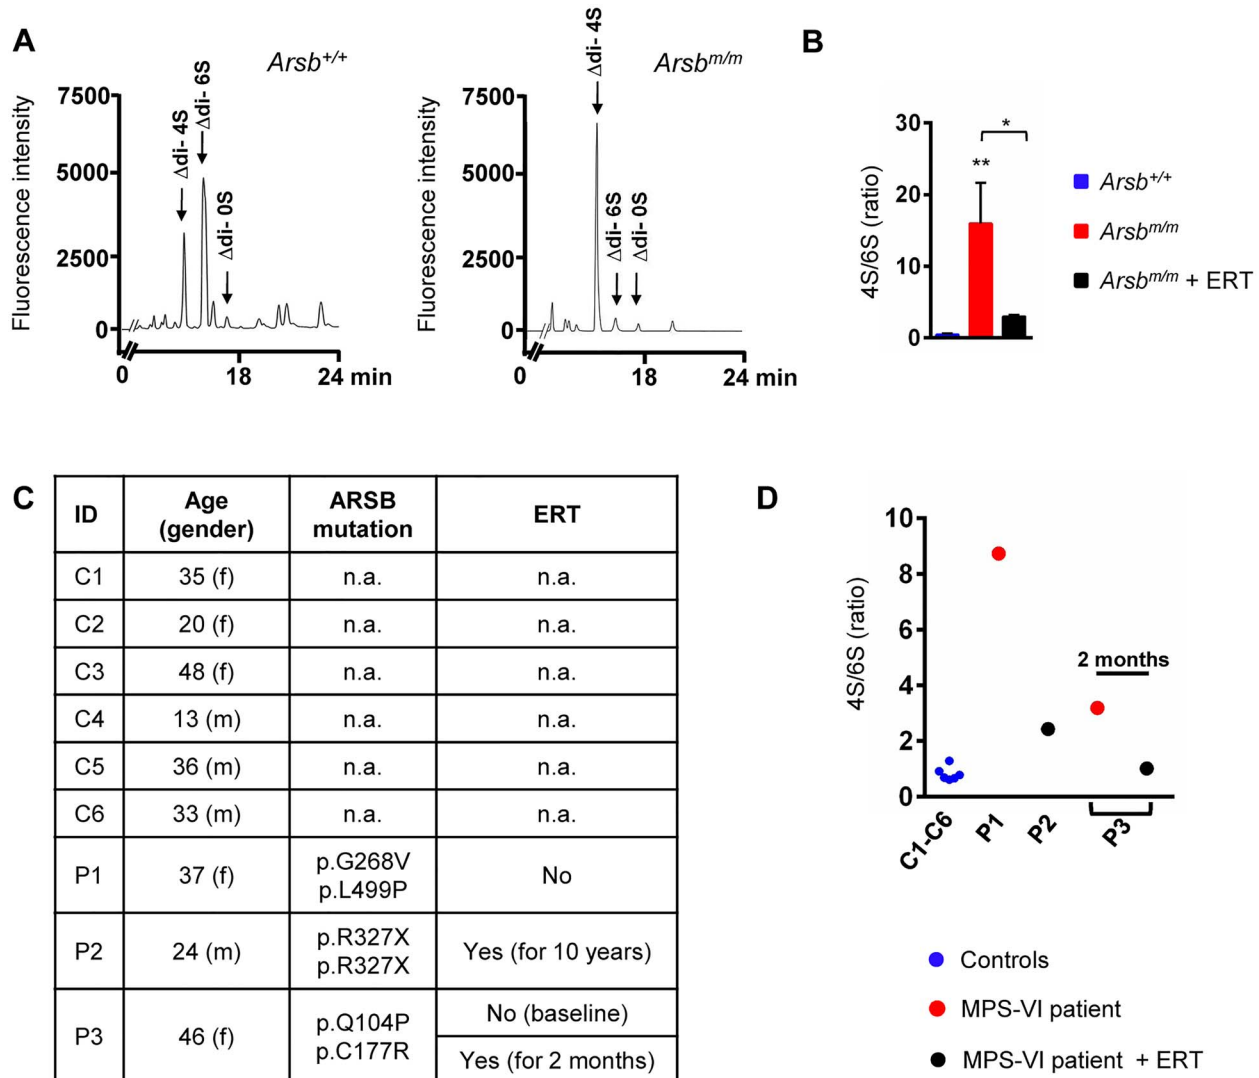 A
Fluorescence intensity
7500
5000
2500
0
Δdi- 4S
Δdi- 6S
Δdi- 0S
Arsb+/+
0
18
24 min
Fluorescence intensity
7500
5000
2500
0
Δdi- 4S
Δdi- 6S
Δdi- 0S
Arsbm/m
0
18
24 min
B
4S/6S (ratio)
30
20
10
0
**
*
Arsb+/+
Arsbm/m
Arsbm/m + ERT
C
ID
Age
(gender)
ARSB
mutation
ERT
C1
35 (f)
n.a.
n.a.
C2
20 (f)
n.a.
n.a.
C3
48 (f)
n.a.
n.a.
C4
13 (m)
n.a.
n.a.
C5
36 (m)
n.a.
n.a.
C6
33 (m)
n.a.
n.a.
P1
37 (f)
p.G268V
p.L499P
No
P2
24 (m)
p.R327X
p.R327X
Yes (for 10 years)
P3
46 (f)
p.Q104P
p.C177R
No (baseline)
Yes (for 2 months)
D
4S/6S (ratio)
10
8
6
4
2
0
2 months
C1-C6
P1
P2
P3
Controls
MPS-VI patient
MPS-VI patient + ERT